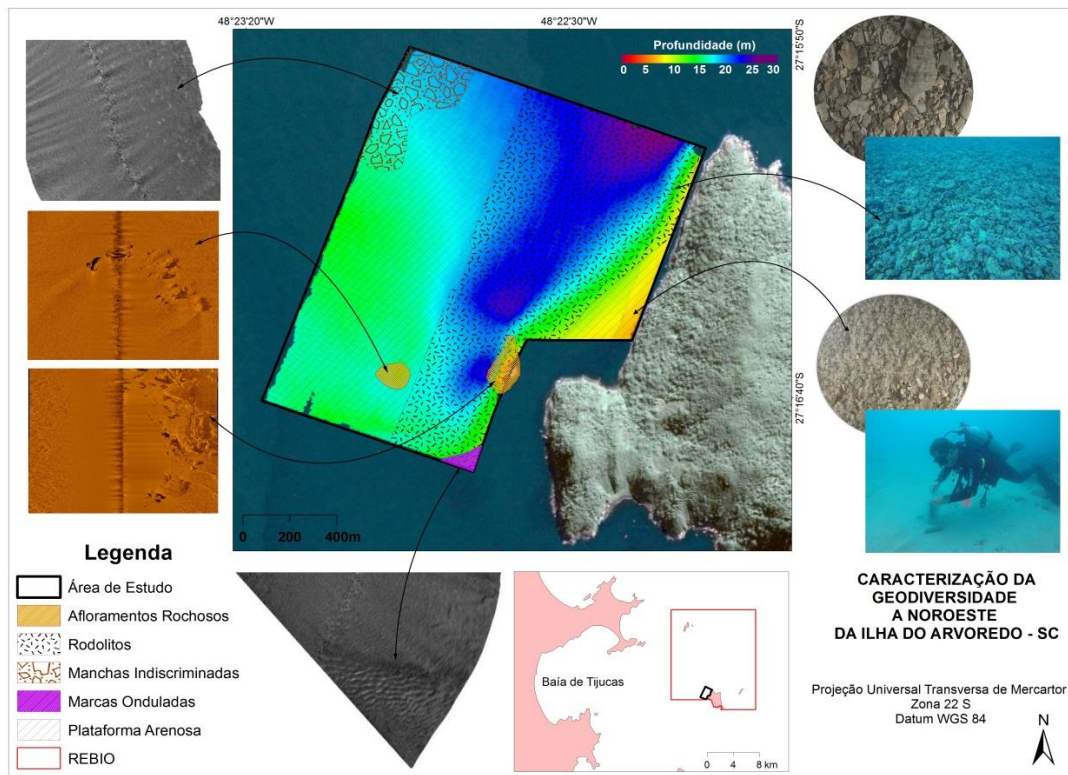 48°23'20"W
48°22'30"W
27°15'50"S
27°16'40"S
Profundidade (m)
0 5 10 15 20 25 30
0 200 400m
Legenda
Área de Estudo
Afloramentos Rochosos
Rodolitos
Manchas Indiscriminadas
Marcas Onduladas
Plataforma Arenosa
REBIO
Baía de Tijucas
0 4 8 km
CARACTERIZAÇÃO DA
GEODIVERSIDADE
A NOROESTE
DA ILHA DO ARVOREDO - SC
Projeção Universal Transversa de Mercartor
Zona 22 S
Datum WGS 84
N